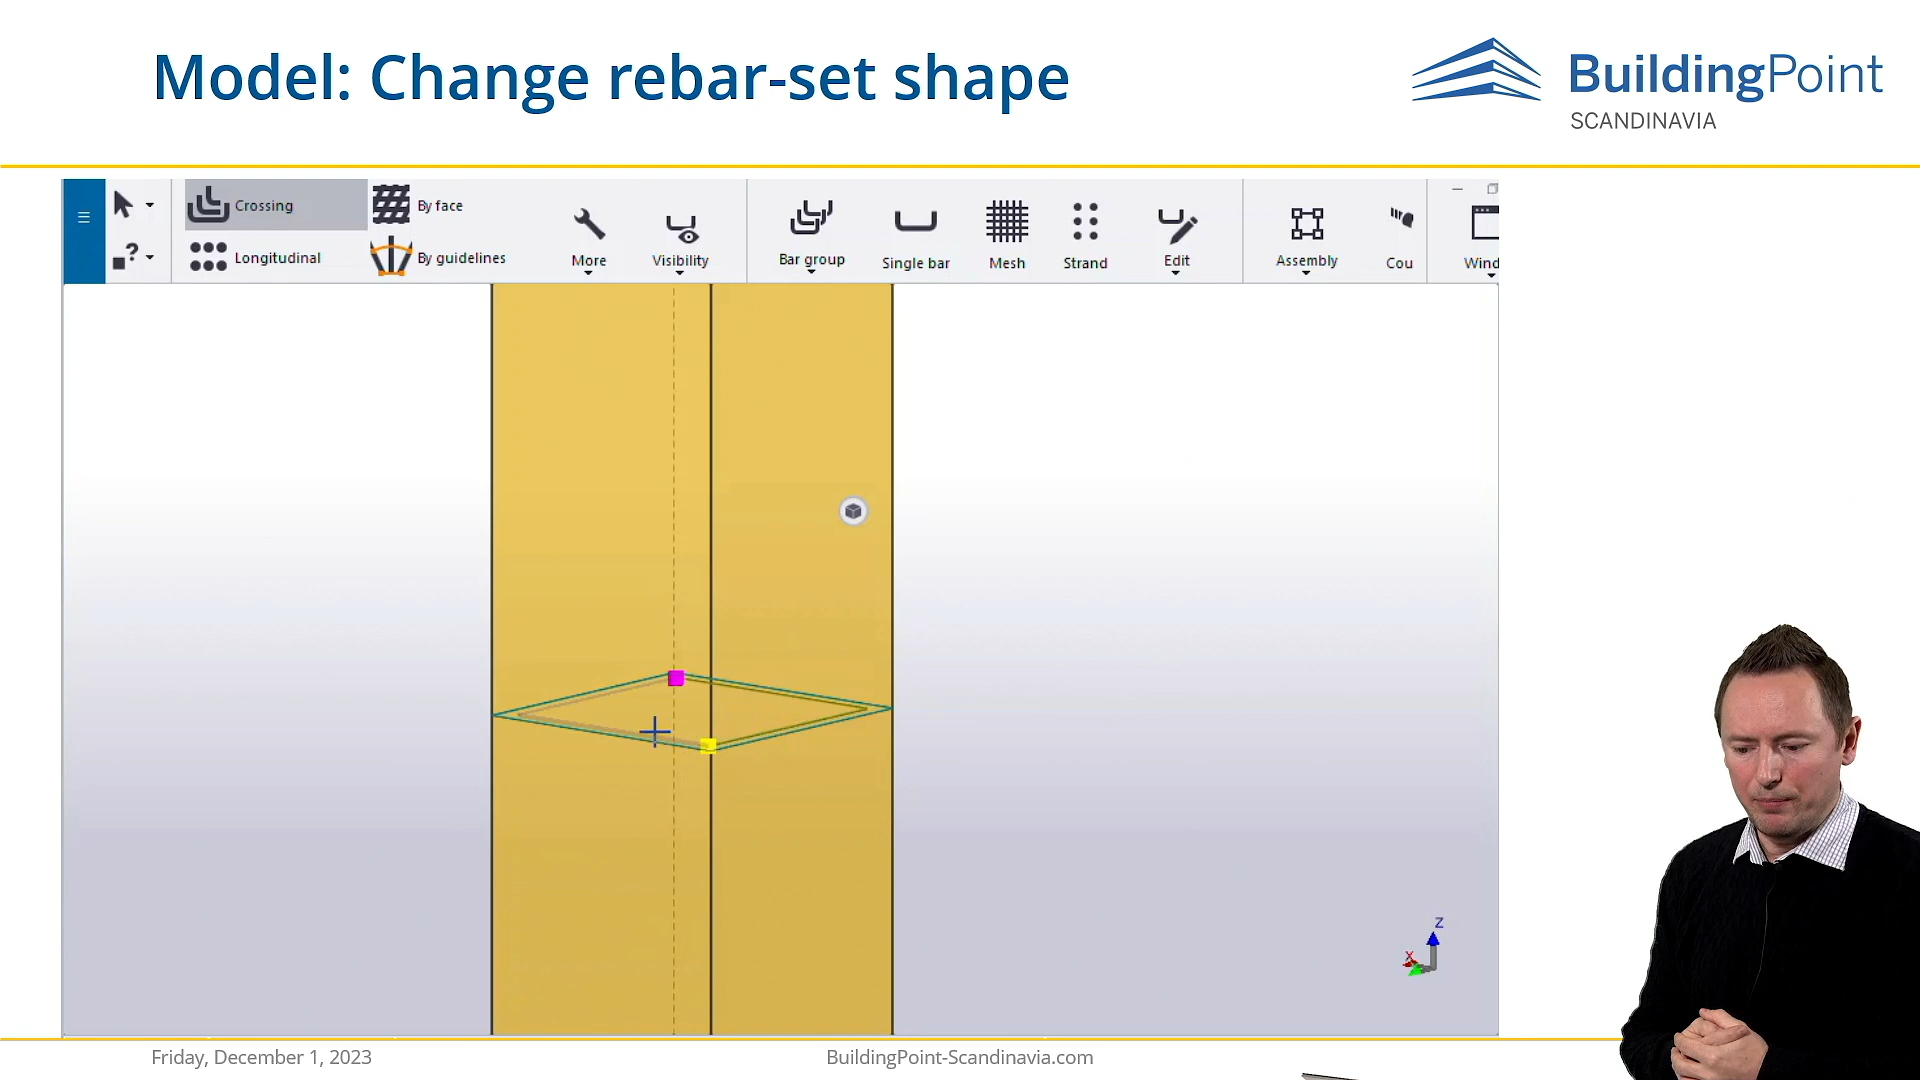 Model: Change rebar-set shape
BuildingPoint
SCANDINAVIA
Crossing
By face
Longitudinal
By guidelines
More
Visibility
Bar group
Single bar
Mesh
Strand
Edit
Assembly
Cou
Wind
?
Z
X
Friday, December 1, 2023
BuildingPoint-Scandinavia.com